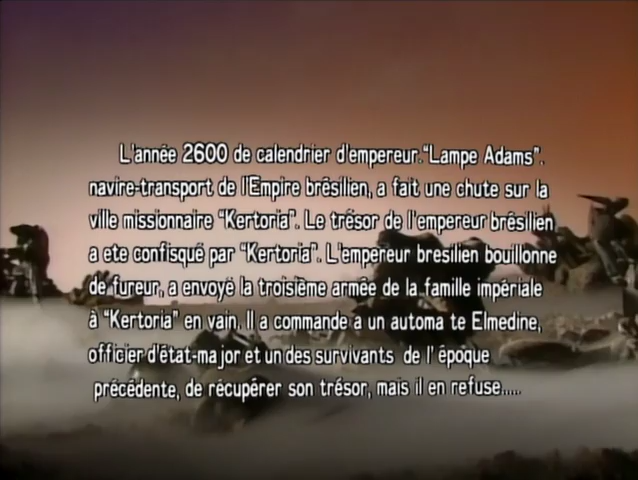 L'année 2600 de calendrier d'empereur."Lampe Adams".
navire-transport de l'Empire brésilien, a fait une chute sur la
ville missionnaire "Kertoria". Le trésor de l'empereur brésilien
a ete confisqué par "Kertoria". L'empereur bresilien bouillonne
de fureur, a envoyé la troisième armée de la famille impériale
à "Kertoria" en vain. Il a commande a un automa te Elmedine,
officier d'état-major et un des survivants de l' époque
précédente, de récupérer son trésor, mais il en refuse.....